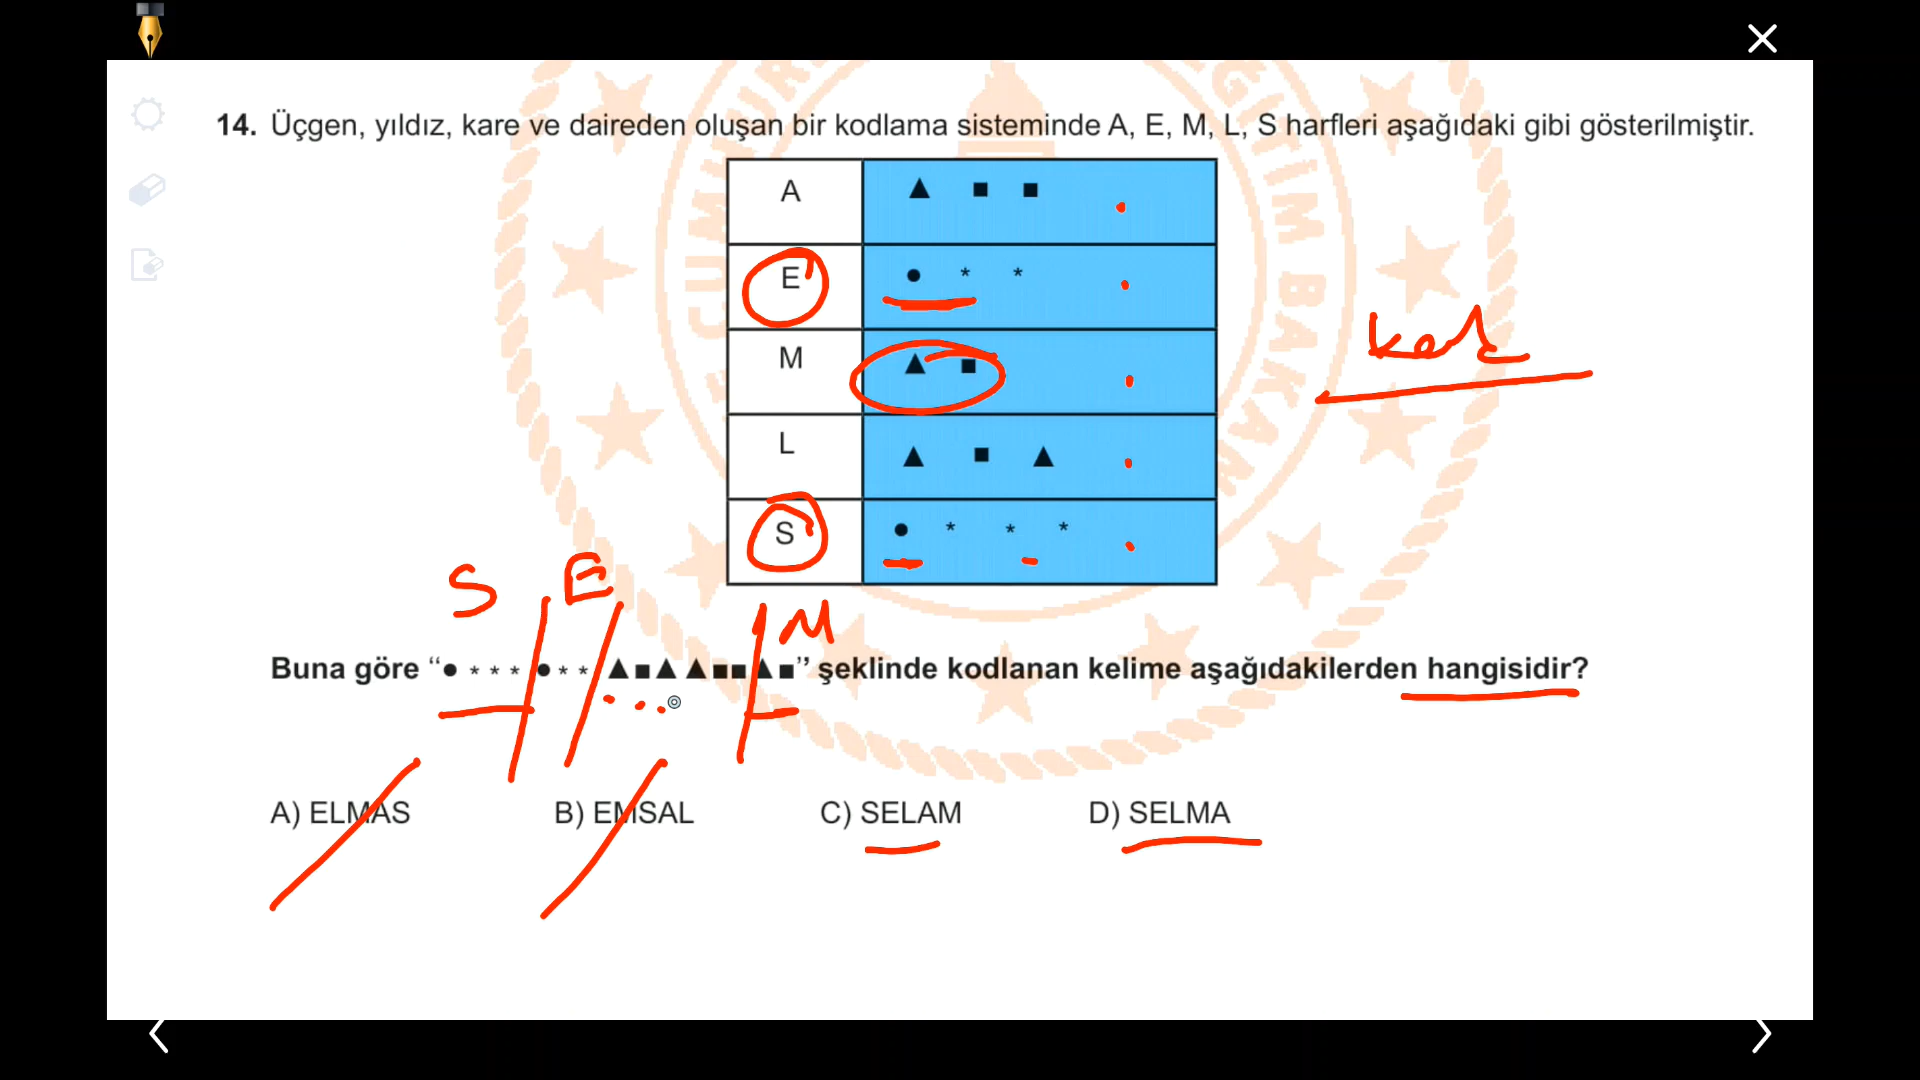 14. Üçgen, yıldız, kare ve daireden oluşan bir kodlama sisteminde A, E, M, L, S harfleri aşağıdaki gibi gösterilmiştir.
A ▲ ■ ■
E ● * *
M ▲ ■
L ▲ ■ ▲
S ● * * *
S E M
Buna göre “● * * * ● * * ▲■▲▲■■▲■” şeklinde kodlanan kelime aşağıdakilerden hangisidir?
A) ELMAS B) EMSAL C) SELAM D) SELMA